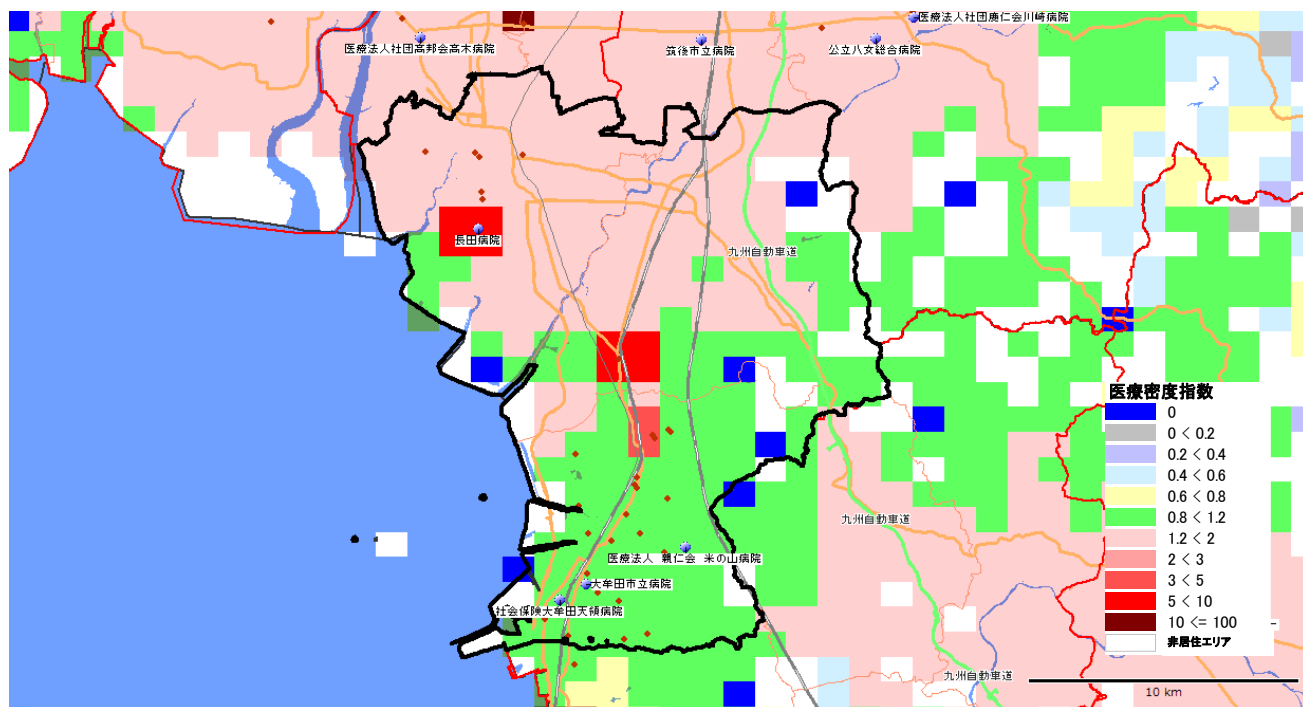 医療法人社団慶仁会川崎病院
医療法人社団高邦会高木病院
筑後市立病院
公立八女総合病院
長田病院
九州自動車道
医療密度指数
0
0 < 0.2
0.2 < 0.4
0.4 < 0.6
0.6 < 0.8
0.8 < 1.2
1.2 < 2
2 < 3
3 < 5
5 < 10
10 <= 100
非居住エリア
九州自動車道
医療法人 親仁会 米の山病院
大牟田市立病院
社会保険大牟田天領病院
九州自動車道
10 km